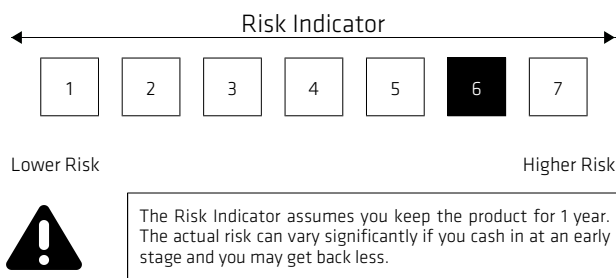 Risk Indicator
1 2 3 4 5 6 7
Lower Risk Higher Risk
The Risk Indicator assumes you keep the product for 1 year.
The actual risk can vary significantly if you cash in at an early
stage and you may get back less.